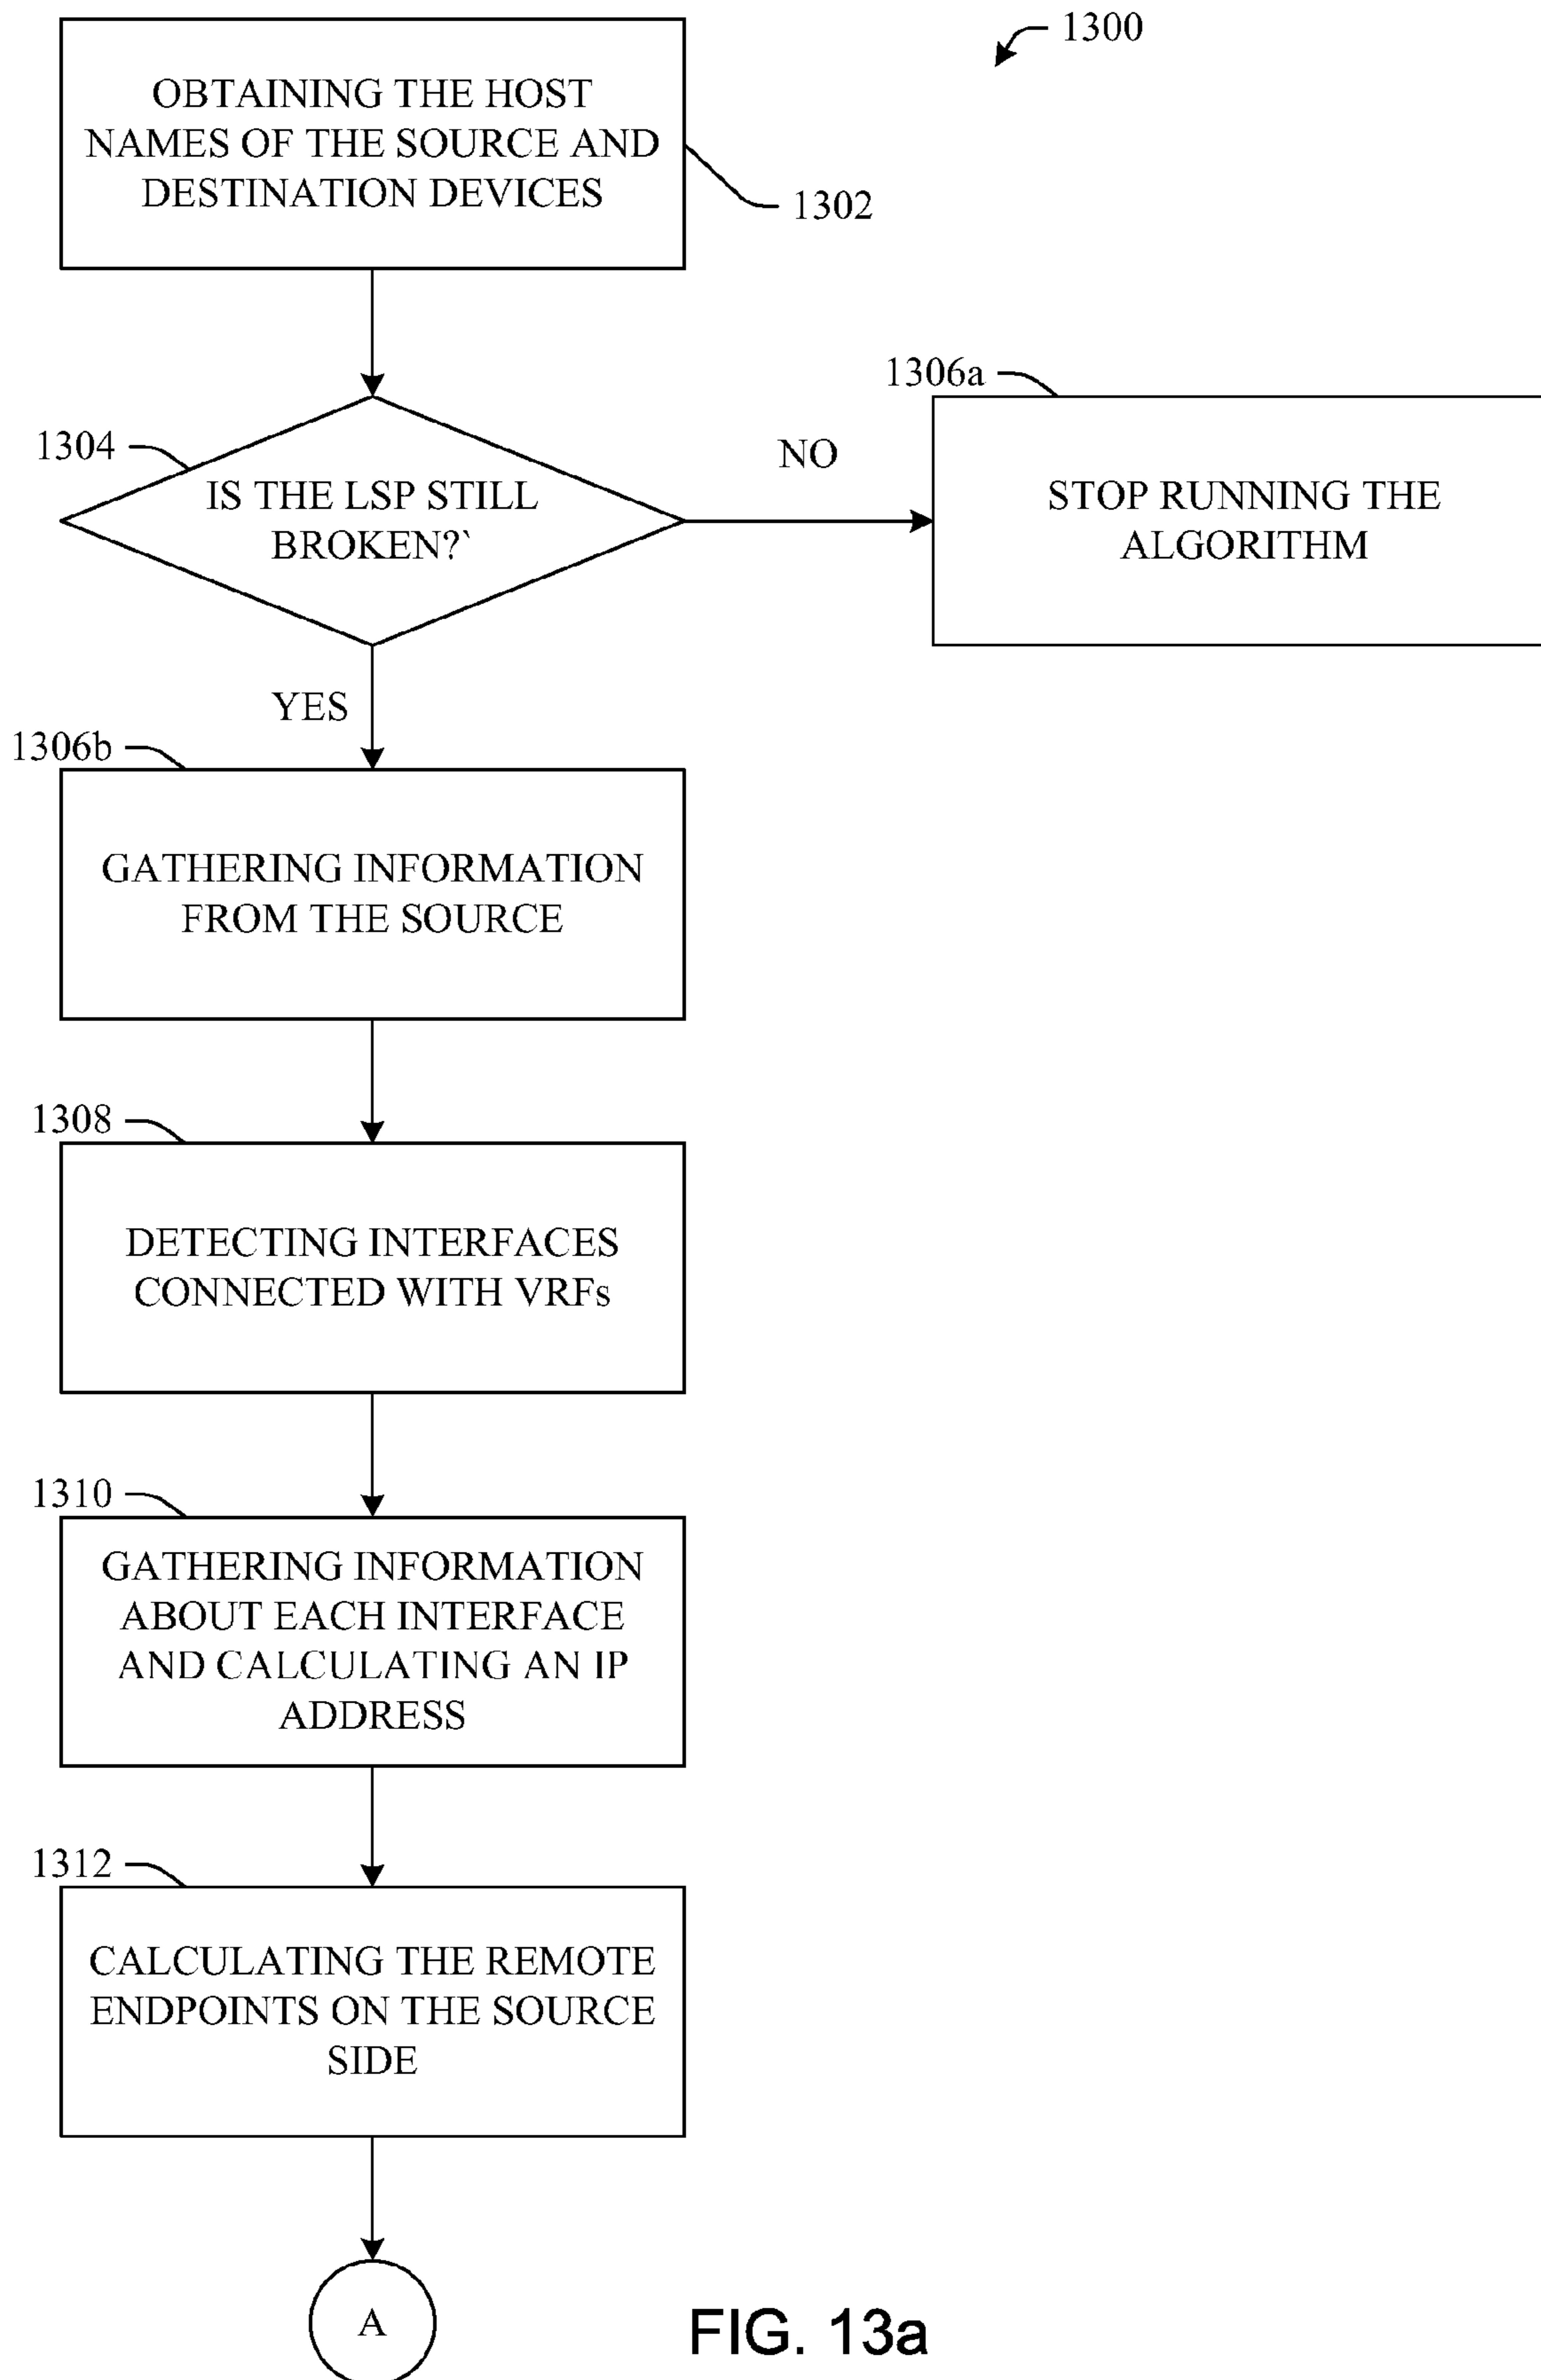 1300
OBTAINING THE HOST
NAMES OF THE SOURCE AND
DESTINATION DEVICES
1302
1304
IS THE LSP STILL
BROKEN?`
NO
1306a
STOP RUNNING THE
ALGORITHM
YES
1306b
GATHERING INFORMATION
FROM THE SOURCE
1308
DETECTING INTERFACES
CONNECTED WITH VRFs
1310
GATHERING INFORMATION
ABOUT EACH INTERFACE
AND CALCULATING AN IP
ADDRESS
1312
CALCULATING THE REMOTE
ENDPOINTS ON THE SOURCE
SIDE
A
FIG. 13a